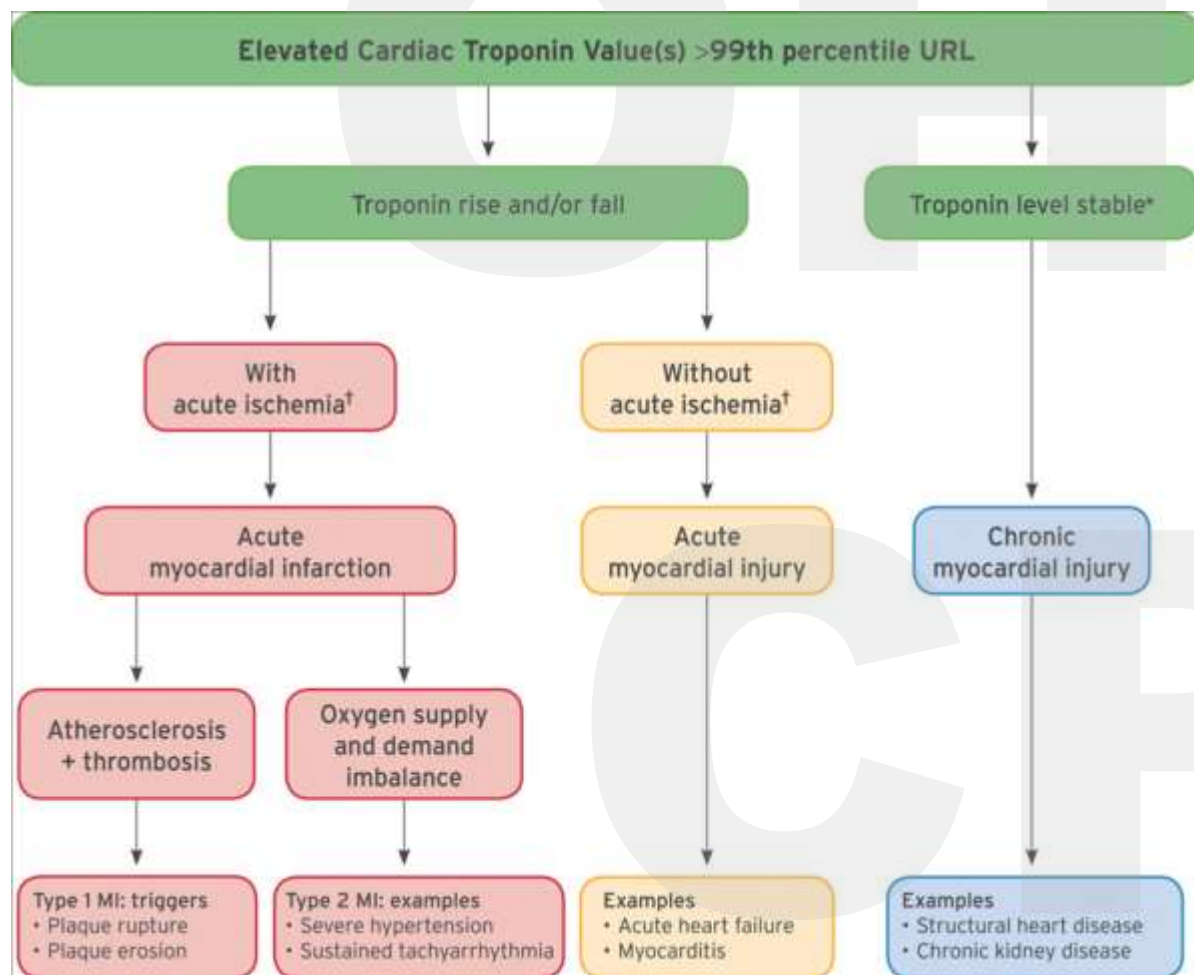 Elevated Cardiac Troponin Value(s) >99th percentile URL
Troponin rise and/or fall
Troponin level stable*
With
acute ischemia†
Without
acute ischemia†
Acute
myocardial infarction
Acute
myocardial injury
Chronic
myocardial injury
Atherosclerosis
+ thrombosis
Oxygen supply
and demand
imbalance
Type 1 MI: triggers
• Plaque rupture
• Plaque erosion
Type 2 MI: examples
• Severe hypertension
• Sustained tachyarrhythmia
Examples
• Acute heart failure
• Myocarditis
Examples
• Structural heart disease
• Chronic kidney disease